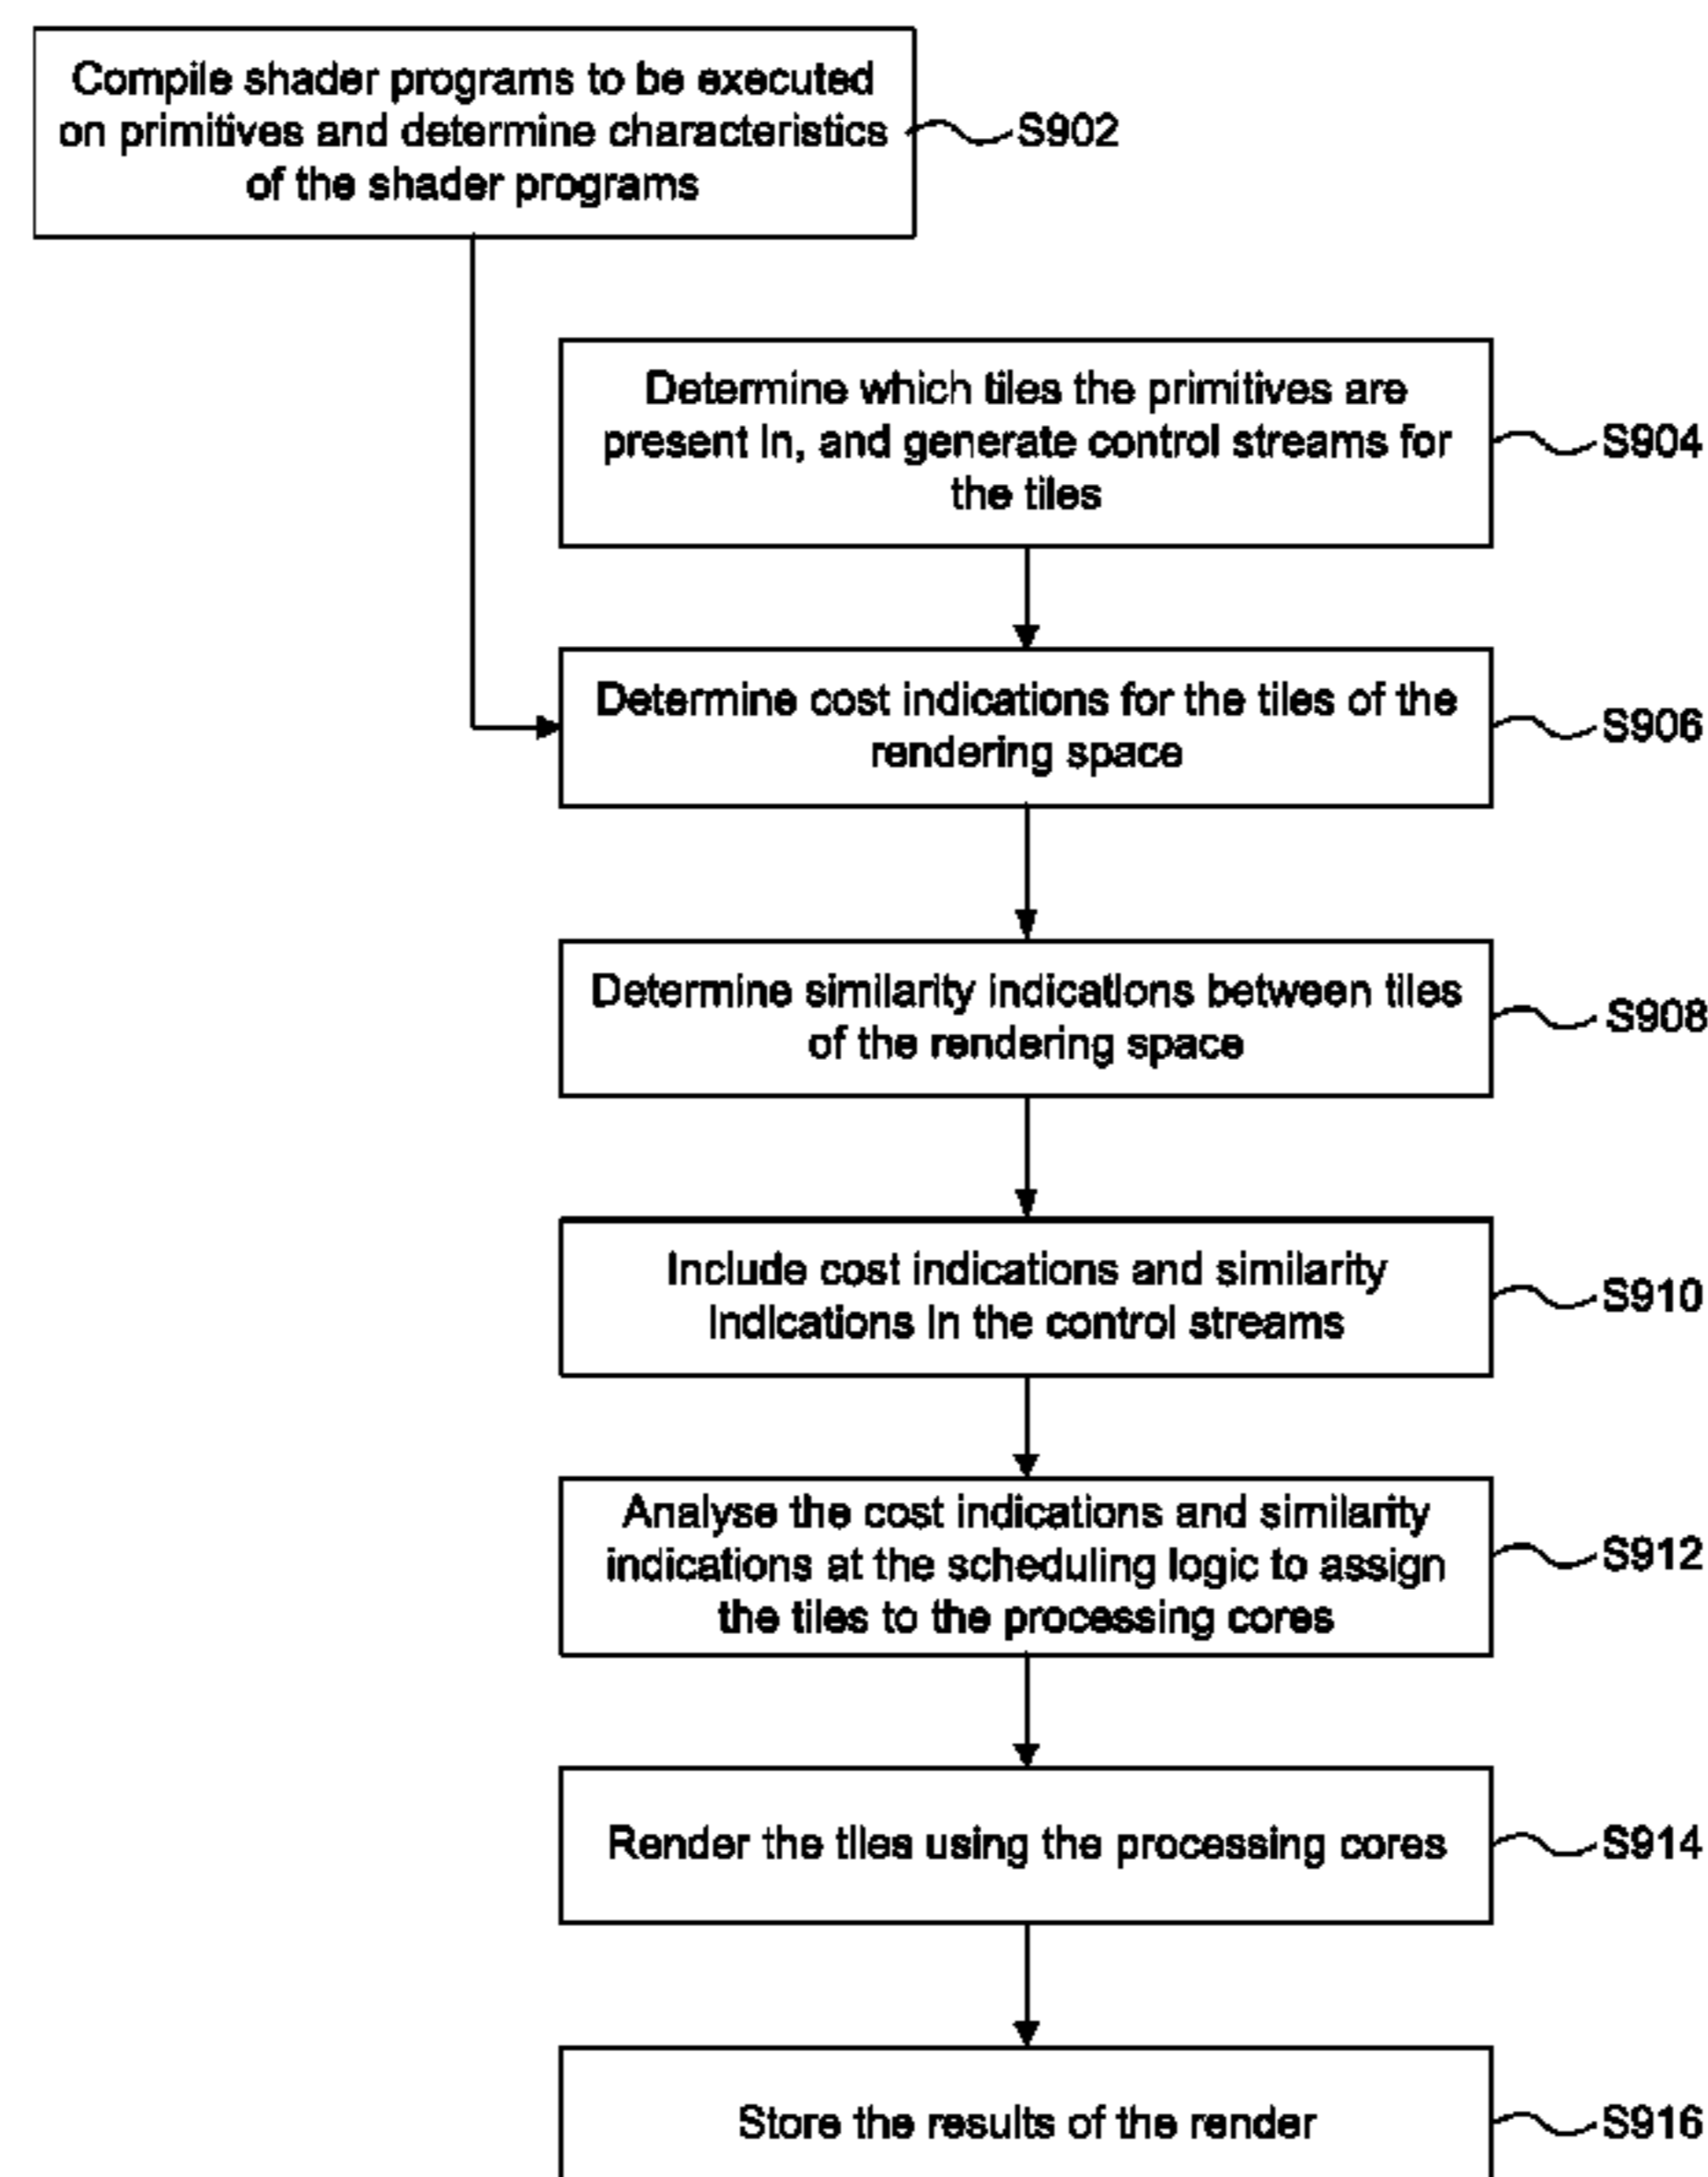 Compile shader programs to be executed
on primitives and determine characteristics
of the shader programs
S902
Determine which tiles the primitives are
present in, and generate control streams for
the tiles
S904
Determine cost indications for the tiles of the
rendering space
S906
Determine similarity indications between tiles
of the rendering space
S908
Include cost indications and similarity
indications in the control streams
S910
Analyse the cost indications and similarity
indications at the scheduling logic to assign
the tiles to the processing cores
S912
Render the tiles using the processing cores
S914
Store the results of the render
S916